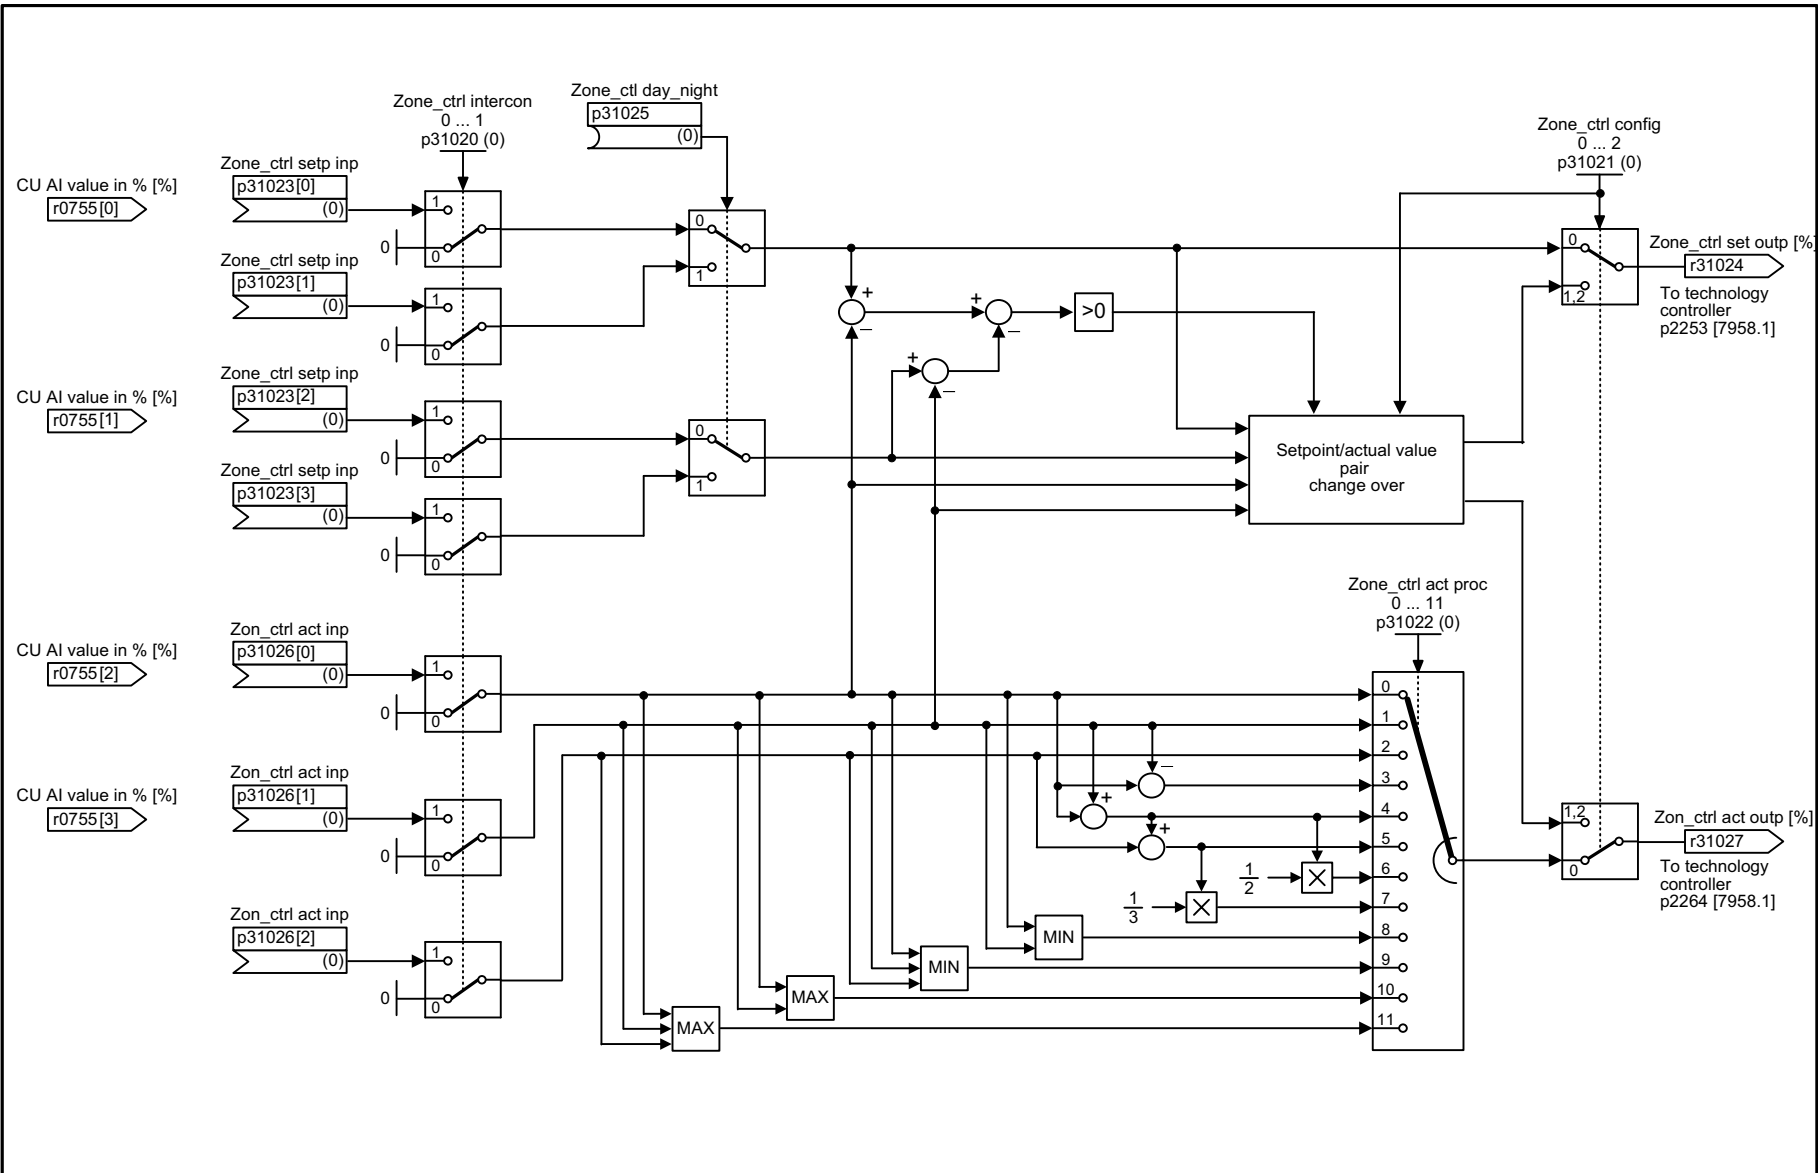 Zone_ctrl intercon
0 ... 1
p31020 (0)
Zone_ctl day_night
p31025
(0)
Zone_ctrl config
0 ... 2
p31021 (0)
CU AI value in % [%]
r0755[0]
Zone_ctrl setp inp
p31023[0]
(0)
1
0
0
Zone_ctrl setp inp
p31023[1]
(0)
1
0
0
0
1
+
–
+
–
>0
+
–
0
1,2
Zone_ctrl set outp [%]
r31024
To technology
controller
p2253 [7958.1]
CU AI value in % [%]
r0755[1]
Zone_ctrl setp inp
p31023[2]
(0)
1
0
0
Zone_ctrl setp inp
p31023[3]
(0)
1
0
0
0
1
Setpoint/actual value
pair
change over
Zone_ctrl act proc
0 ... 11
p31022 (0)
CU AI value in % [%]
r0755[2]
Zon_ctrl act inp
p31026[0]
(0)
1
0
0
CU AI value in % [%]
r0755[3]
Zon_ctrl act inp
p31026[1]
(0)
1
0
0
Zon_ctrl act inp
p31026[2]
(0)
1
0
0
–
+
+
1
2
1
3
MIN
MIN
MAX
MAX
0
1
2
3
4
5
6
7
8
9
10
11
1,2
0
Zon_ctrl act outp [%]
r31027
To technology
controller
p2264 [7958.1]